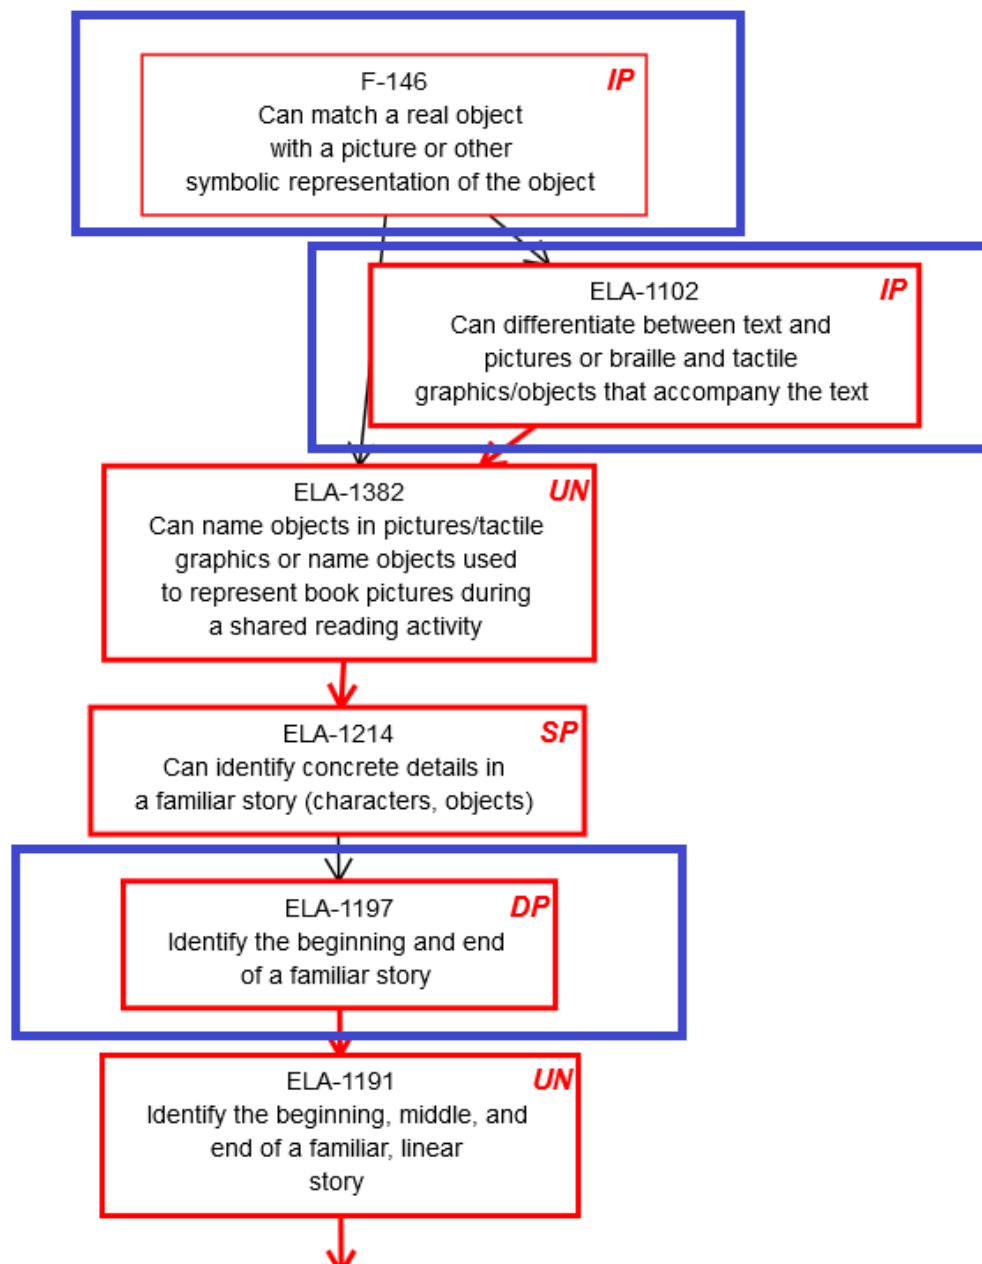 F-146 IP
Can match a real object
with a picture or other
symbolic representation of the object
ELA-1102 IP
Can differentiate between text and
pictures or braille and tactile
graphics/objects that accompany the text
ELA-1382 UN
Can name objects in pictures/tactile
graphics or name objects used
to represent book pictures during
a shared reading activity
ELA-1214 SP
Can identify concrete details in
a familiar story (characters, objects)
ELA-1197 DP
Identify the beginning and end
of a familiar story
ELA-1191 UN
Identify the beginning, middle, and
end of a familiar, linear
story